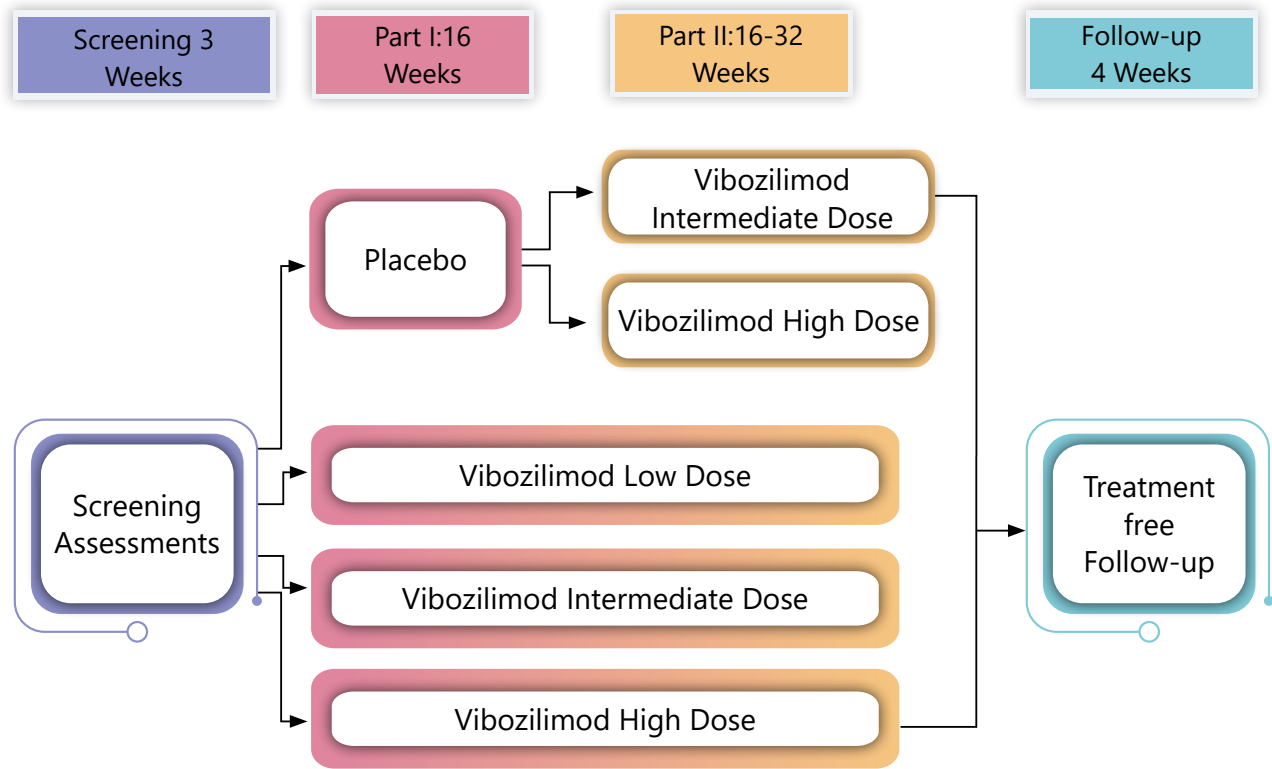 Screening 3
Weeks
Part I:16
Weeks
Part II:16-32
Weeks
Follow-up
4 Weeks
Placebo
Vibozilimod
Intermediate Dose
Vibozilimod High Dose
Screening
Assessments
Vibozilimod Low Dose
Vibozilimod Intermediate Dose
Vibozilimod High Dose
Treatment
free
Follow-up